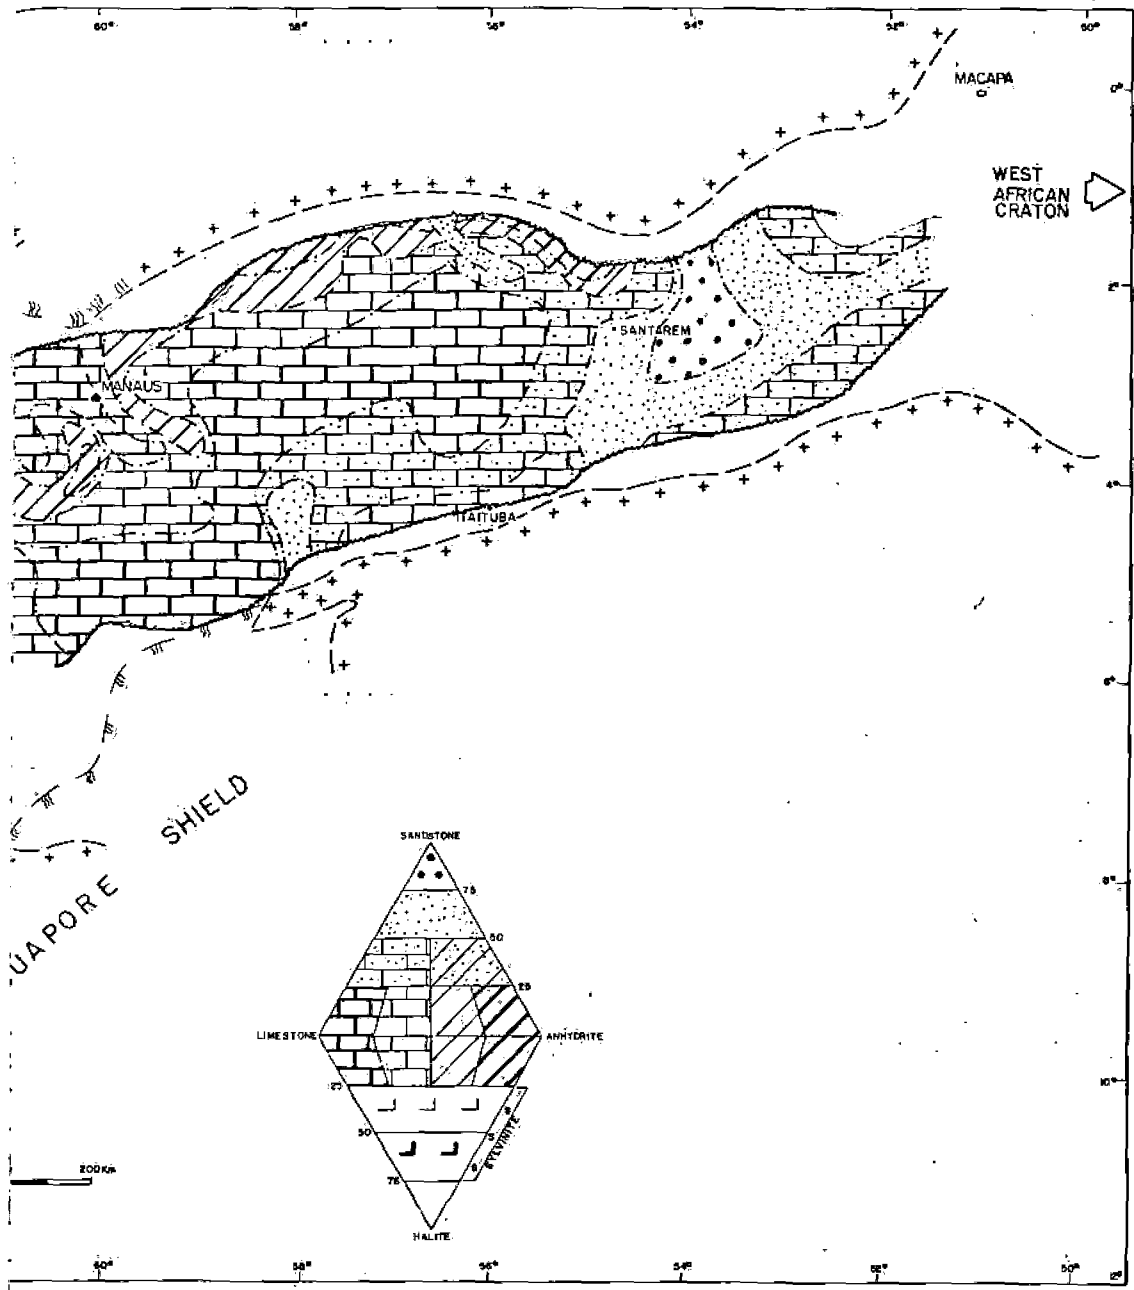 60° 58° 56° 54° 52° 50°
MACAPA
0°
WEST
AFRICAN
CRATON
2°
SANTAREM
MANAUS
4°
ITAITUBA
6°
SHIELD
UAPORE
SANDSTONE
75
8°
50
25
LIMESTONE
ANHYDRITE
25
10°
50
S
S
S
SYLVINITE
200Km
75
HALITE
60° 58° 56° 54° 52° 50° 12°